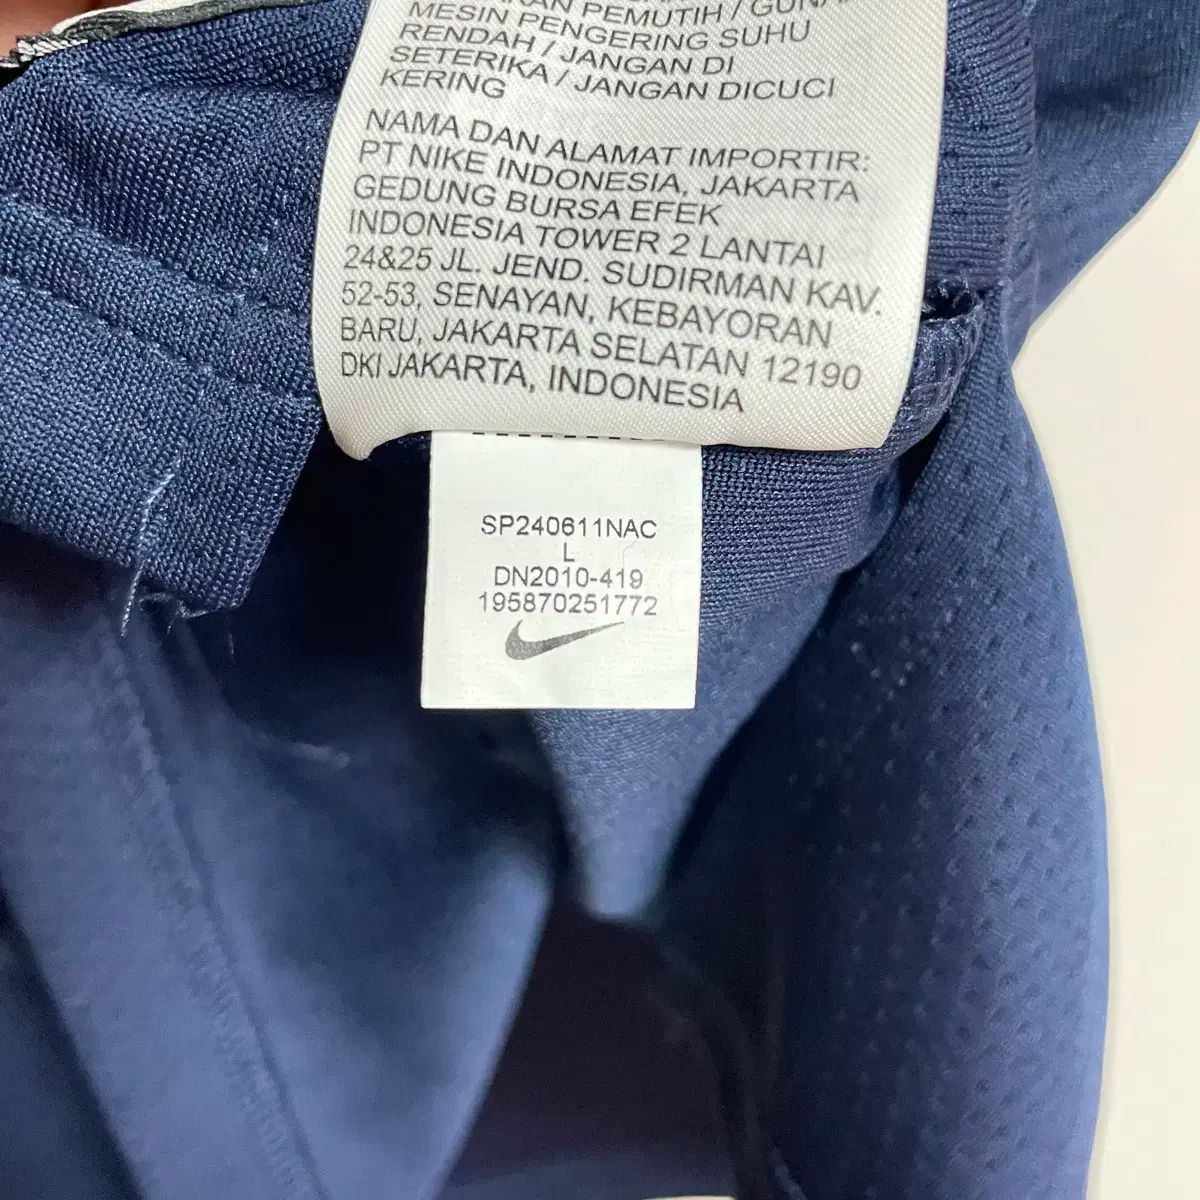 PEMUTIH / GUNA
MESIN PENGERING SUHU
RENDAH / JANGAN DI
SETERIKA / JANGAN DICUCI
KERING
NAMA DAN ALAMAT IMPORTIR:
PT NIKE INDONESIA, JAKARTA
GEDUNG BURSA EFEK
INDONESIA TOWER 2 LANTAI
24&25 JL. JEND. SUDIRMAN KAV.
52-53, SENAYAN, KEBAYORAN
BARU, JAKARTA SELATAN 12190
DKI JAKARTA, INDONESIA
SP240611NAC
L
DN2010-419
195870251772